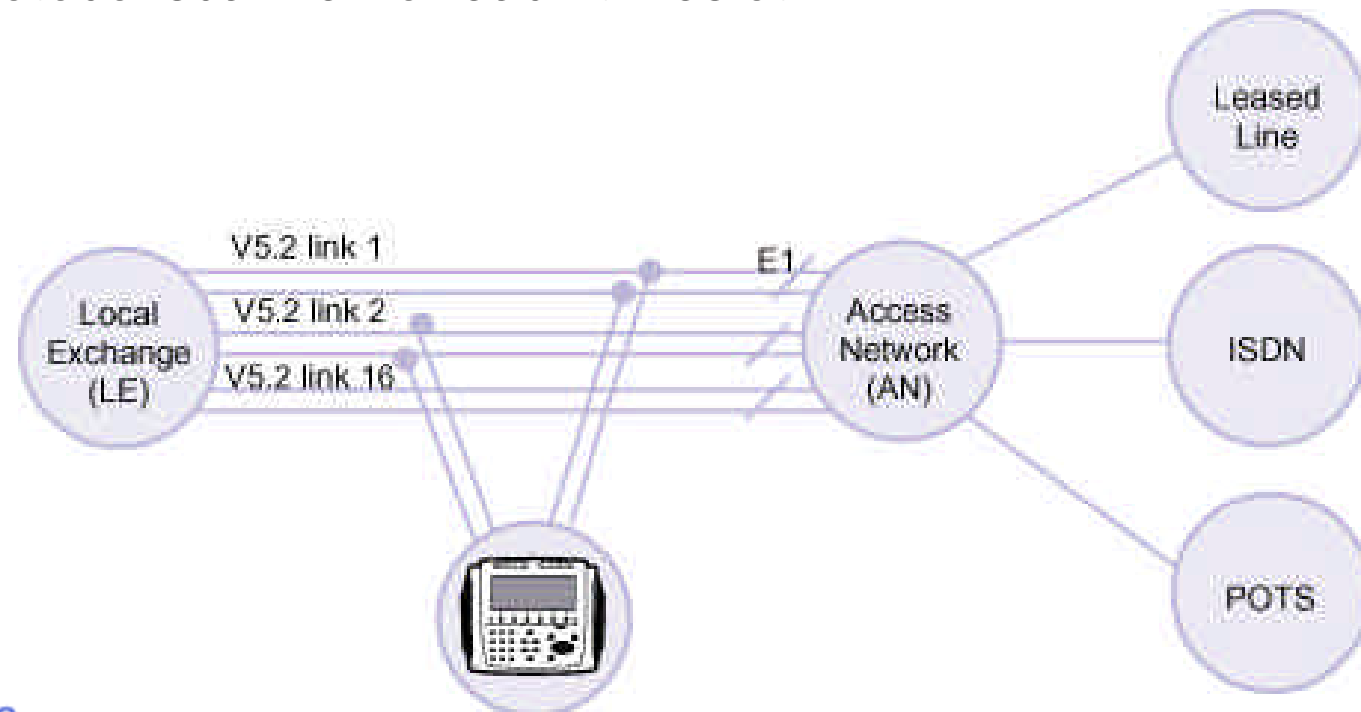 Leased
Line
V5.2 link 1
E1
Local
Exchange
(LE)
V5.2 link 2
V5.2 link 16
Access
Network
(AN)
ISDN
POTS